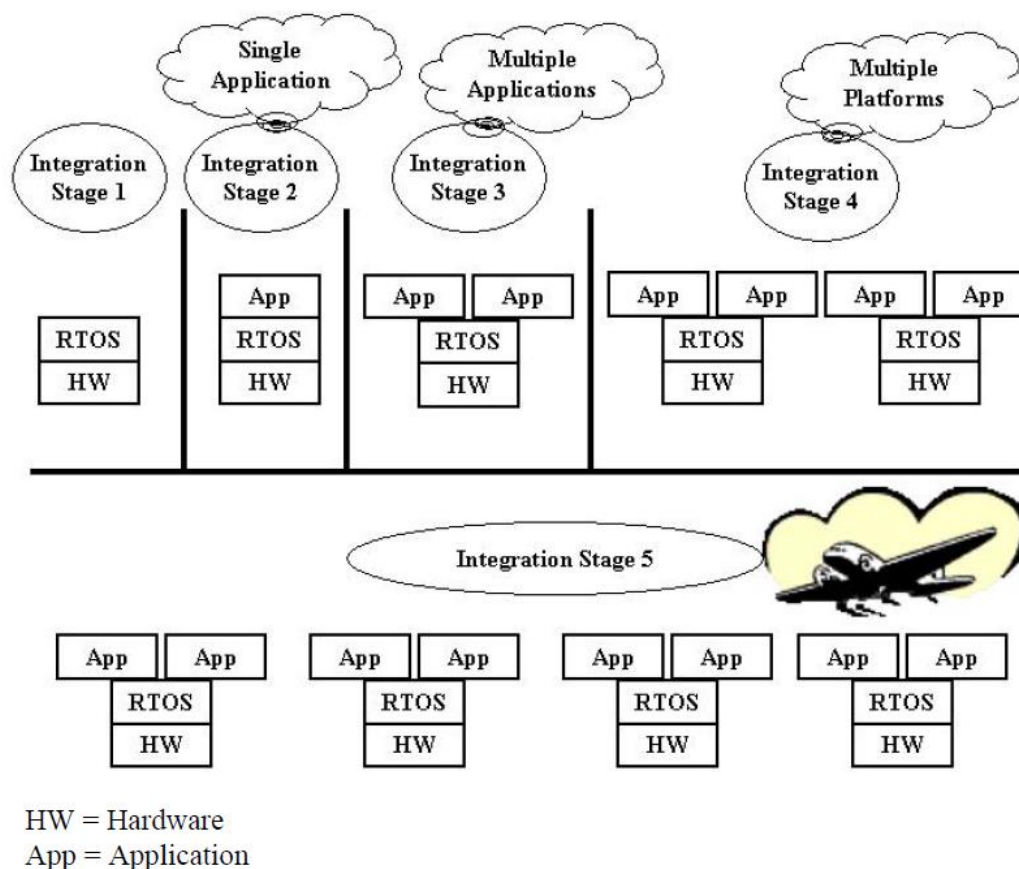 Single
Application
Multiple
Applications
Multiple
Platforms
Integration
Stage 1
Integration
Stage 2
Integration
Stage 3
Integration
Stage 4
RTOS
HW
App
RTOS
HW
App App
RTOS
HW
App App App App
RTOS RTOS
HW HW
Integration Stage 5
App App App App App App App App
RTOS RTOS RTOS RTOS
HW HW HW HW
HW = Hardware
App = Application